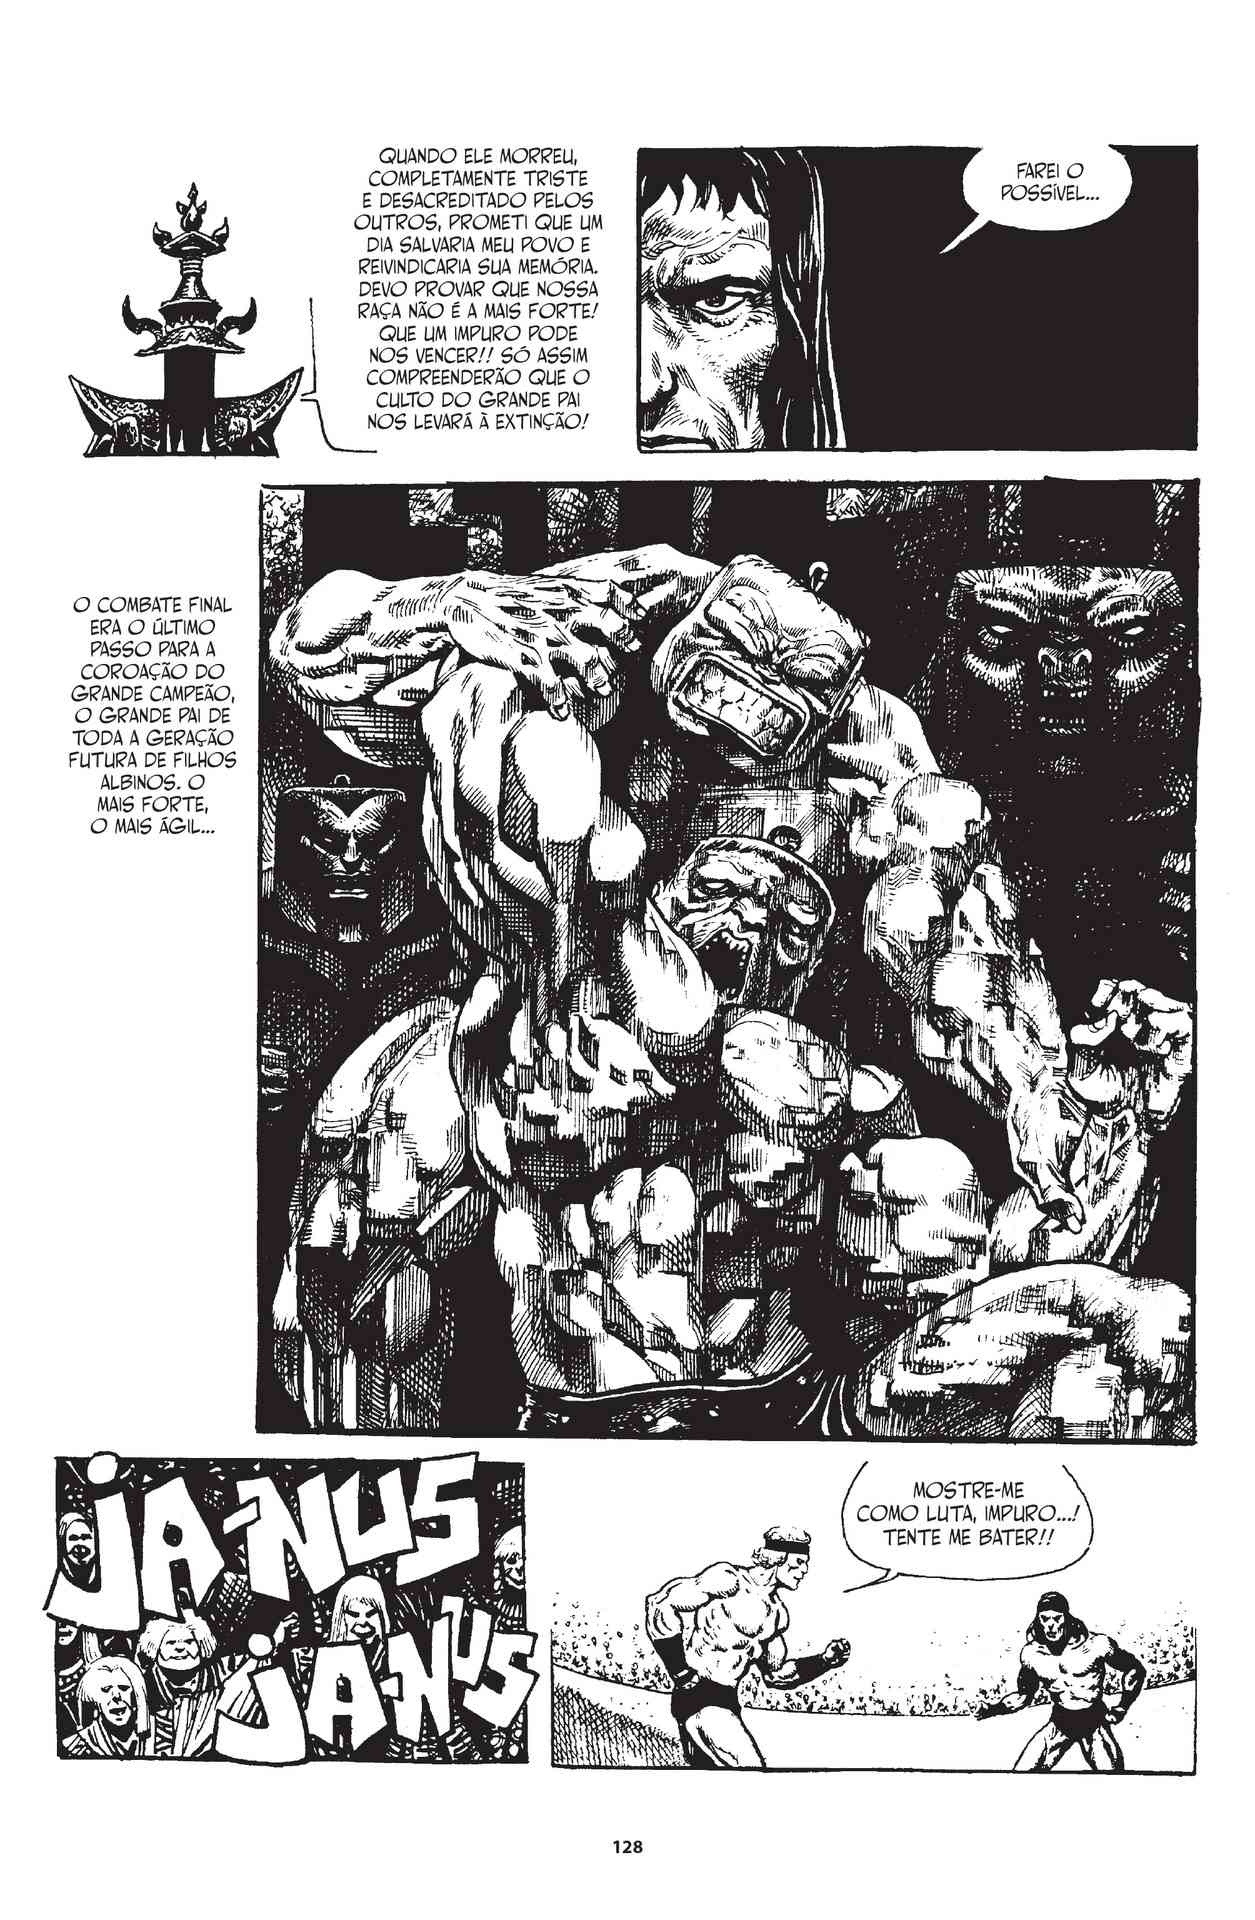 QUANDO ELE MORREU,
COMPLETAMENTE TRISTE
E DESACREDITADO PELOS
OUTROS, PROMETI QUE UM
DIA SALVARIA MEU POVO E
REIVINDICARIA SUA MEMÓRIA.
DEVO PROVAR QUE NOSSA
RAÇA NÃO É A MAIS FORTE!
QUE UM IMPURO PODE
NOS VENCER!! SÓ ASSIM
COMPREENDERÃO QUE O
CULTO DO GRANDE PAI
NOS LEVARÁ À EXTINÇÃO!
FAREI O
POSSÍVEL...
O COMBATE FINAL
ERA O ÚLTIMO
PASSO PARA A
COROAÇÃO DO
GRANDE CAMPEÃO,
O GRANDE PAI DE
TODA A GERAÇÃO
FUTURA DE FILHOS
ALBINOS. O
MAIS FORTE,
O MAIS ÁGIL...
JA-NUS
JA-NUS
MOSTRE-ME
COMO LUTA, IMPURO...!
TENTE ME BATER!!
128